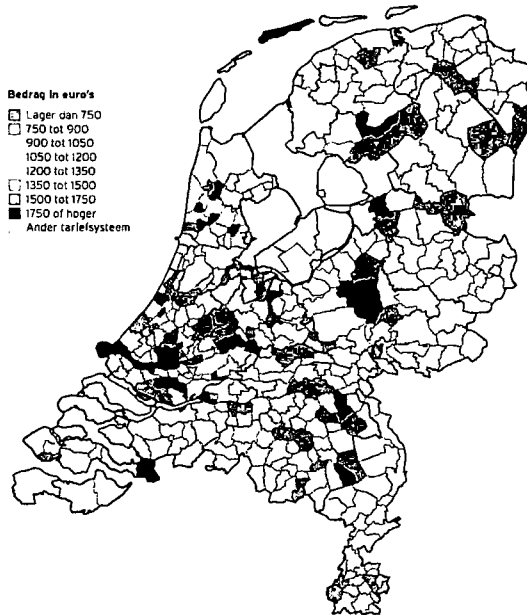 Bedrag in euro's
Lager dan 750
750 tot 900
900 tot 1050
1050 tot 1200
1200 tot 1350
1350 tot 1500
1500 tot 1750
1750 of hoger
Ander tariefsysteem